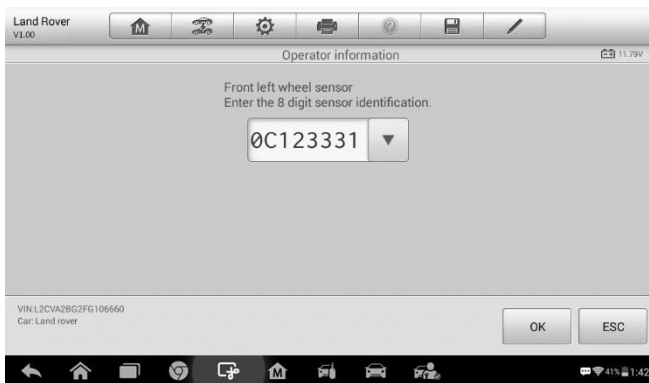 Land Rover
V1.00
M
?
Operator information
11.79V
Front left wheel sensor
Enter the 8 digit sensor identification.
0C123331
VIN:L2CVA2BG2FG106660
Car: Land rover
OK
ESC
M
41%
1:42